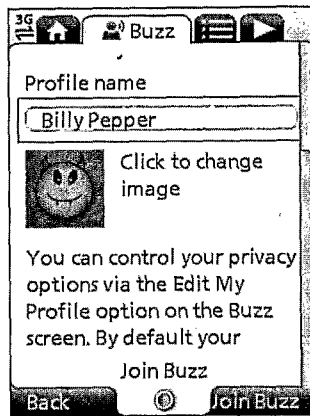 3G
Buzz
Profile name
Billy Pepper
Click to change
image
You can control your privacy
options via the Edit My
Profile option on the Buzz
screen. By default your
Join Buzz
Back Join Buzz